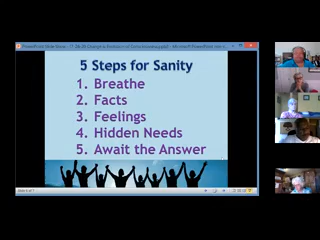 5 Steps for Sanity
1. Breathe
2. Facts
3. Feelings
4. Hidden Needs
5. Await the Answer